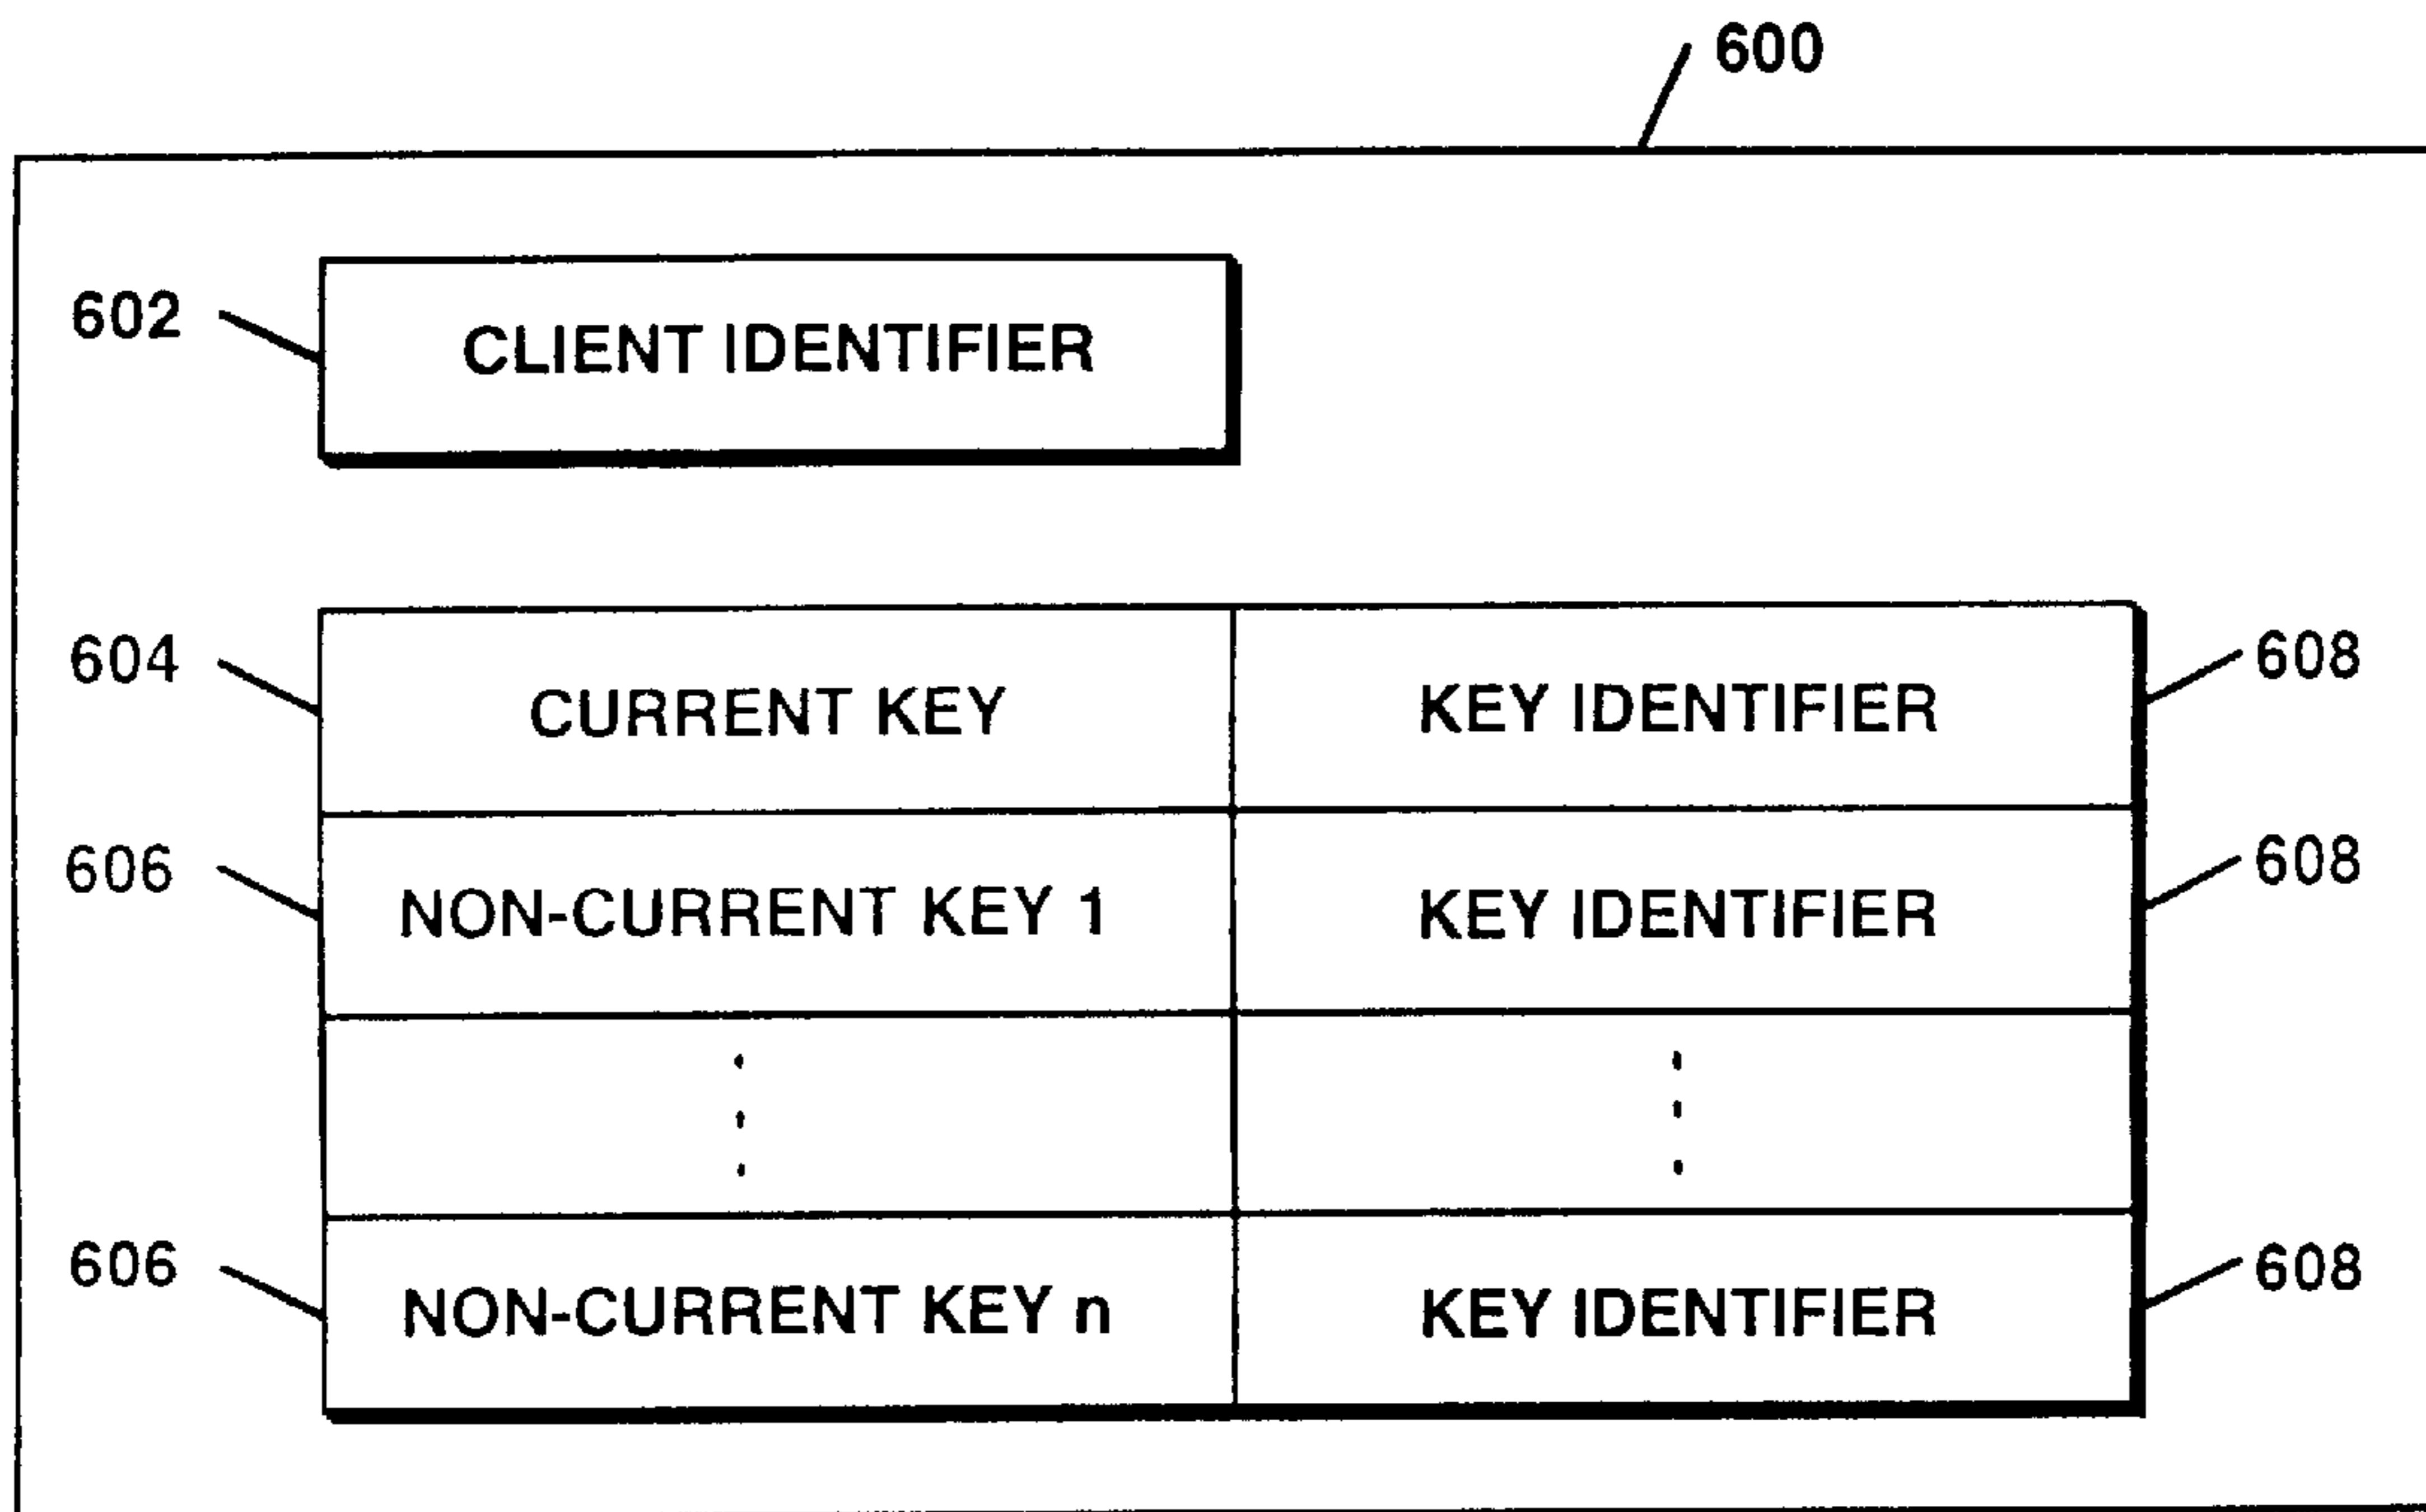 600
602 CLIENT IDENTIFIER
604 CURRENT KEY KEY IDENTIFIER 608
606 NON-CURRENT KEY 1 KEY IDENTIFIER 608
606 NON-CURRENT KEY n KEY IDENTIFIER 608